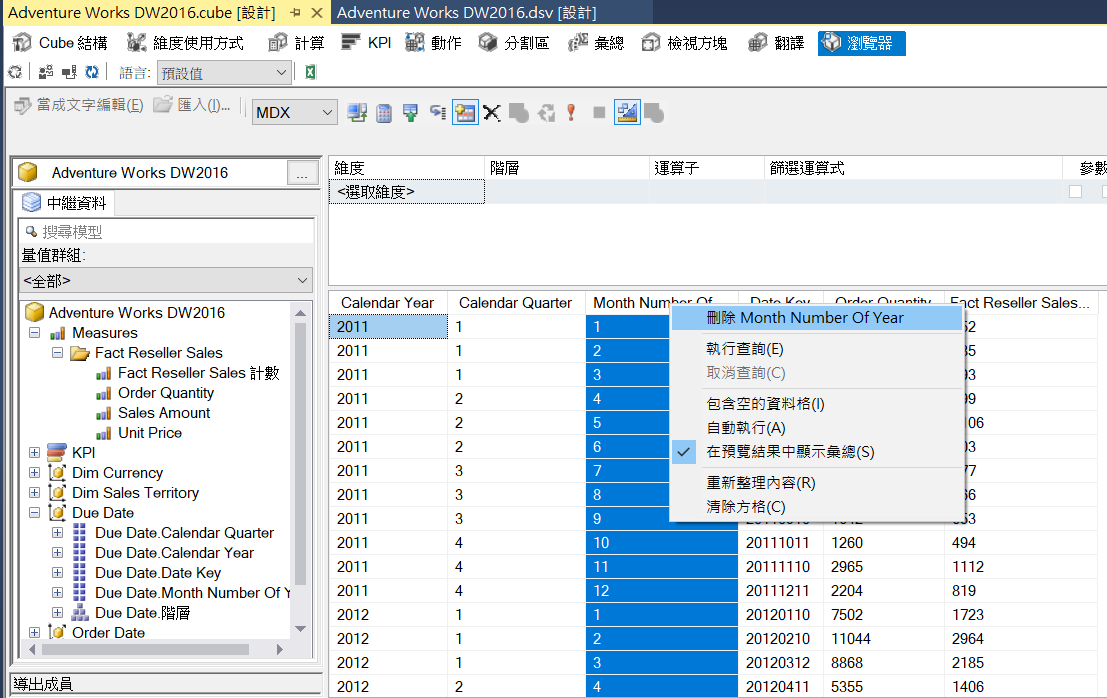 Adventure Works DW2016.cube [設計] Adventure Works DW2016.dsv [設計]
Cube 結構 維度使用方式 計算 KPI 動作 分割區 彙總 檢視方塊 翻譯 瀏覽器
語言: 預設值
當成文字編輯(E) 匯入(I)... MDX
Adventure Works DW2016 ...
中繼資料
搜尋模型
量值群組:
<全部>
Adventure Works DW2016
Measures
Fact Reseller Sales
Fact Reseller Sales 計數
Order Quantity
Sales Amount
Unit Price
KPI
Dim Currency
Dim Sales Territory
Due Date
Due Date.Calendar Quarter
Due Date.Calendar Year
Due Date.Date Key
Due Date.Month Number Of Y
Due Date.階層
Order Date
導出成員
維度 階層 運算子 篩選運算式 參數
<選取維度>
Calendar Year Calendar Quarter Month Number Of Date Key Order Quantity Fact Reseller Sales...
2011 1 1
2011 1 2
2011 1 3
2011 2 4
2011 2 5
2011 2 6
2011 3 7
2011 3 8
2011 3 9
2011 4 10 20111011 1260 494
2011 4 11 20111110 2965 1112
2011 4 12 20111211 2204 819
2012 1 1 20120110 7502 1723
2012 1 2 20120210 11044 2964
2012 1 3 20120312 8868 2185
2012 2 4 20120411 5355 1406
刪除 Month Number Of Year
執行查詢(E)
取消查詢(C)
包含空的資料格(I)
自動執行(A)
在預覽結果中顯示彙總(S)
重新整理內容(R)
清除方格(C)